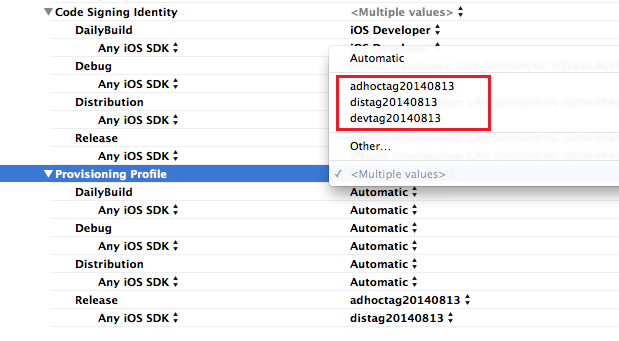 Code Signing Identity <Multiple values>
DailyBuild iOS Developer
Any iOS SDK iOS Developer
Automatic
Debug
adhoctag20140813
Any iOS SDK
distag20140813
Distribution
devtag20140813
Any iOS SDK
Release
Other...
Any iOS SDK
Provisioning Profile <Multiple values>
DailyBuild Automatic
Any iOS SDK Automatic
Debug Automatic
Any iOS SDK Automatic
Distribution Automatic
Any iOS SDK Automatic
Release adhoctag20140813
Any iOS SDK distag20140813